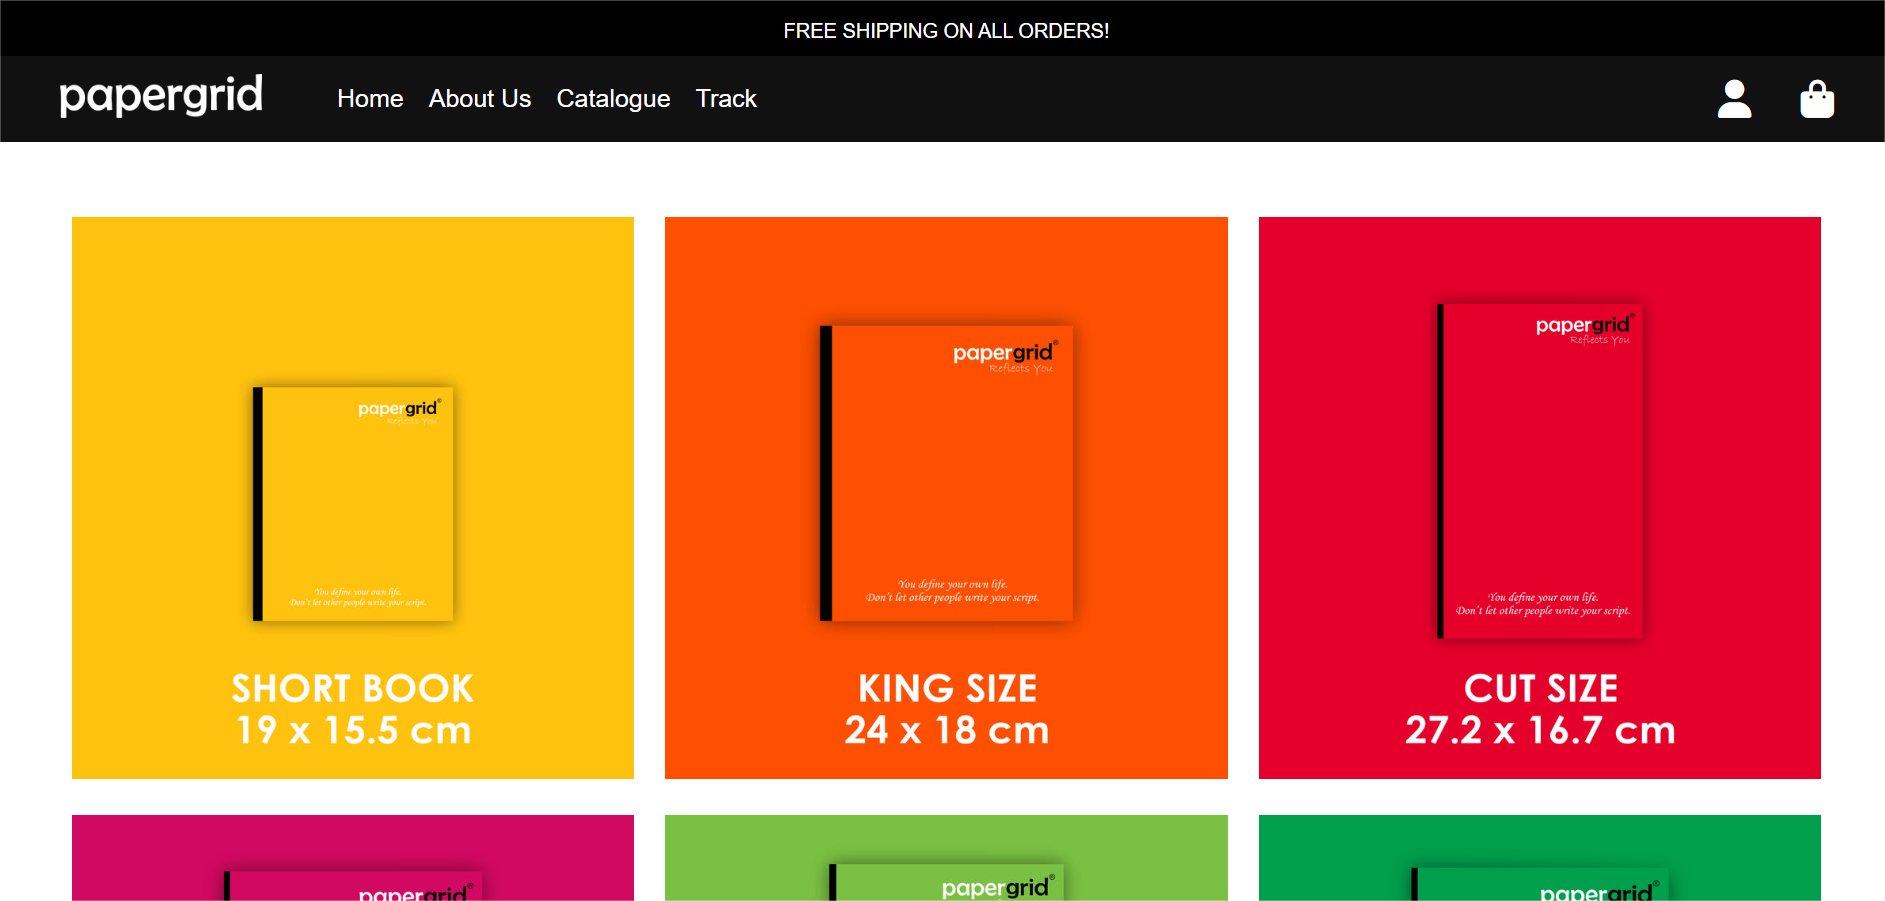 FREE SHIPPING ON ALL ORDERS!
papergrid Home About Us Catalogue Track
papergrid®
Reflects You
You define your own life.
Don't let other people write your script.
SHORT BOOK
19 x 15.5 cm
papergrid®
Reflects You
You define your own life.
Don't let other people write your script.
KING SIZE
24 x 18 cm
papergrid®
Reflects You
You define your own life.
Don't let other people write your script.
CUT SIZE
27.2 x 16.7 cm
papergrid®
papergrid®
papergrid®